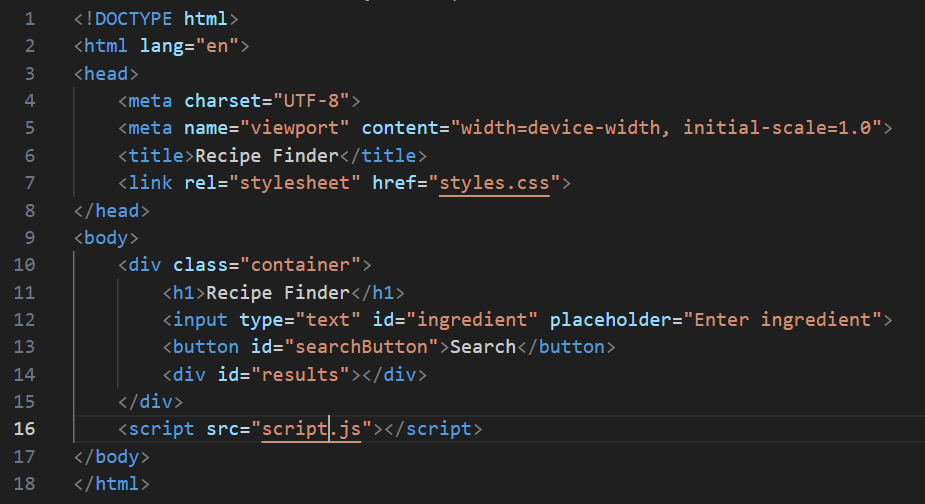 1 <!DOCTYPE html>
2 <html lang="en">
3 <head>
4     <meta charset="UTF-8">
5     <meta name="viewport" content="width=device-width, initial-scale=1.0">
6     <title>Recipe Finder</title>
7     <link rel="stylesheet" href="styles.css">
8 </head>
9 <body>
10     <div class="container">
11         <h1>Recipe Finder</h1>
12         <input type="text" id="ingredient" placeholder="Enter ingredient">
13         <button id="searchButton">Search</button>
14         <div id="results"></div>
15     </div>
16     <script src="script.js"></script>
17 </body>
18 </html>